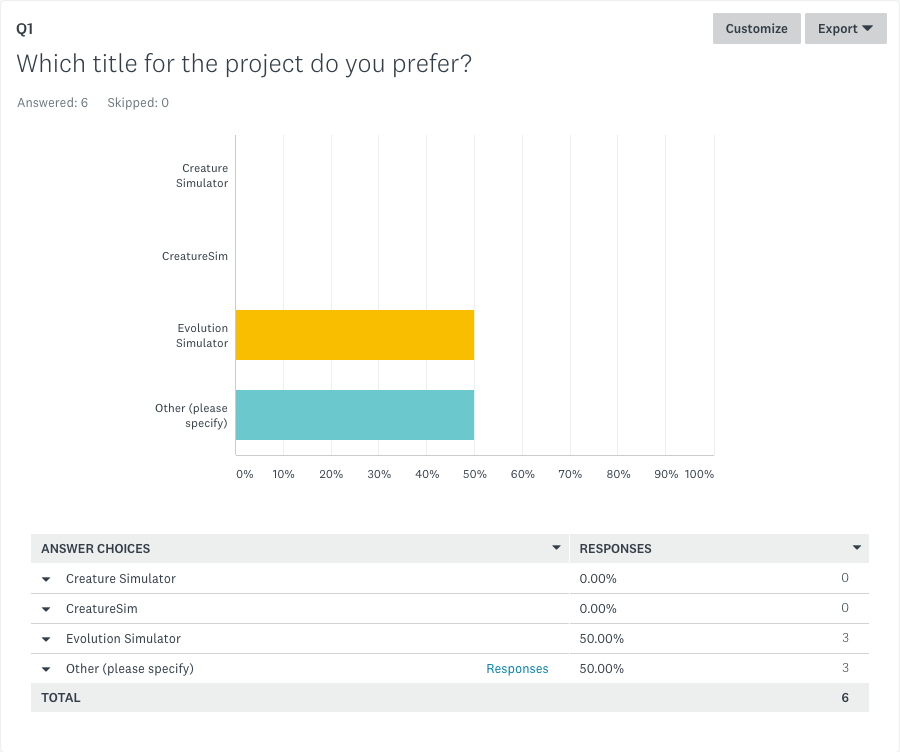 Q1
Customize
Export
Which title for the project do you prefer?
Answered: 6 Skipped: 0
Creature
Simulator
CreatureSim
Evolution
Simulator
Other (please
specify)
0% 10% 20% 30% 40% 50% 60% 70% 80% 90% 100%
ANSWER CHOICES RESPONSES
Creature Simulator 0.00% 0
CreatureSim 0.00% 0
Evolution Simulator 50.00% 3
Other (please specify) Responses 50.00% 3
TOTAL 6